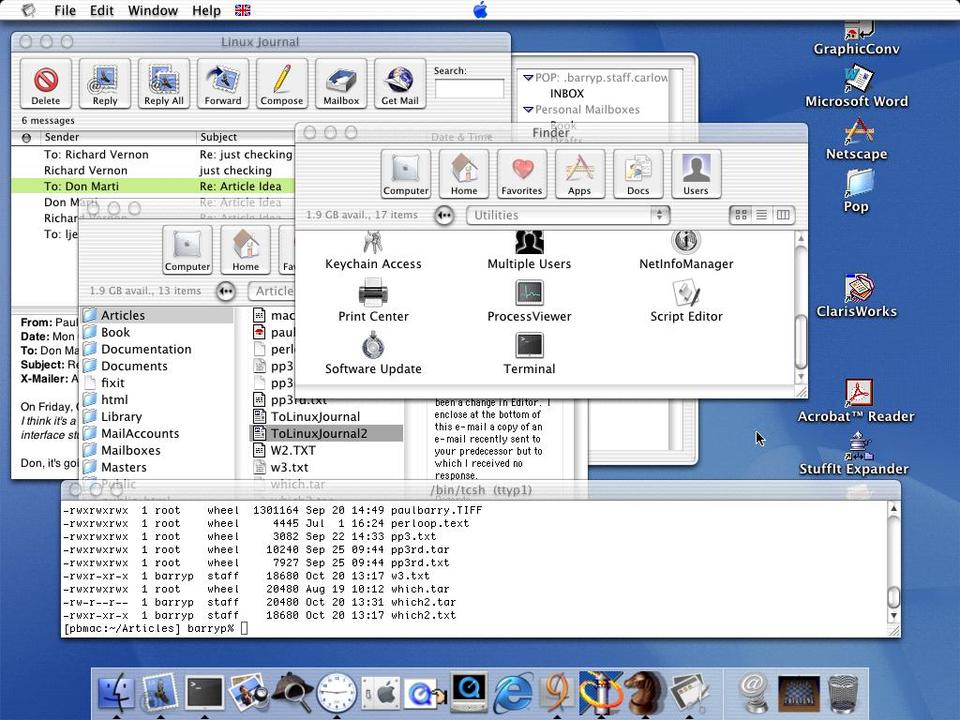 File Edit Window Help
GraphicConv
Microsoft Word
Netscape
Pop
ClarisWorks
Acrobat™ Reader
StuffIt Expander
Linux Journal
Delete Reply Reply All Forward Compose Mailbox Get Mail
Search:
6 messages
Sender Subject Date & Time
To: Richard Vernon Re: just checking
Richard Vernon just checking
To: Don Marti Re: Article Idea
Don Re: Article Idea
Richar
To: lje
From: Paul
Date: Mon
To: Don Ma
Subject: Re
X-Mailer: A
On Friday,
I think it's a
interface st
Don, it's goi
POP: .barryp.staff.carlow
INBOX
Personal Mailboxes
Book
Drafts
Finder
Computer Home Favorites Apps Docs Users
1.9 GB avail., 17 items Utilities
Keychain Access Multiple Users NetInfoManager
Print Center ProcessViewer Script Editor
Software Update Terminal
Computer Home Fav
1.9 GB avail., 13 items Article
Articles
Book
Documentation
Documents
fixit
html
Library
MailAccounts
Mailboxes
Masters
Public
mac
paul
perlo
pp3
pp3
pp3rd.txt
ToLinuxJournal
ToLinuxJournal2
W2.TXT
w3.txt
which.tar
which2.tar
been a change in Editor. I
enclose at the bottom of
this e-mail a copy of an
e-mail recently sent to
your predecessor but to
which I received no
response.
/bin/tcsh (ttyp1)
-rwxrwxrwx 1 root wheel 1301164 Sep 20 14:49 paulbarry.TIFF
-rwxrwxrwx 1 root wheel 4445 Jul 1 16:24 perloop.text
-rwxrwxrwx 1 root wheel 3082 Sep 22 14:33 pp3.txt
-rwxrwxrwx 1 root wheel 10240 Sep 25 09:44 pp3rd.tar
-rwxrwxrwx 1 root wheel 7927 Sep 25 09:44 pp3rd.txt
-rwxr-xr-x 1 barryp staff 18680 Oct 20 13:17 w3.txt
-rwxrwxrwx 1 root wheel 20480 Aug 19 10:12 which.tar
-rw-r--r-- 1 barryp staff 20480 Oct 20 13:31 which2.tar
-rwxr-xr-x 1 barryp staff 18680 Oct 20 13:17 which2.txt
[pbmac:~/Articles] barryp%